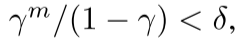 γ^m/(1 − γ) < δ,